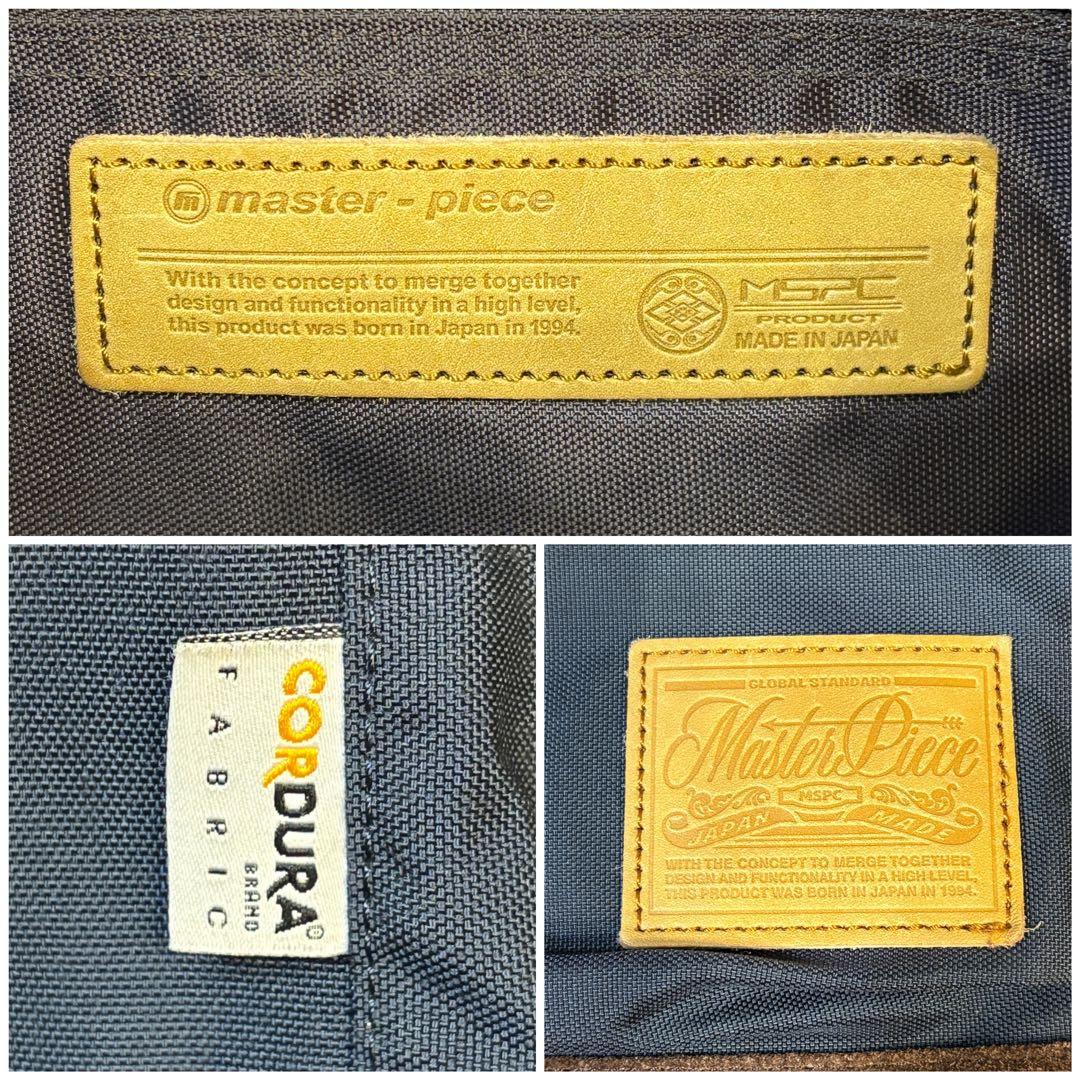 m master-piece
With the concept to merge together
design and functionality in a high level,
this product was born in Japan in 1994.
MSPC
PRODUCT
MADE IN JAPAN
CORDURA®
BRAND
FABRIC
GLOBAL STANDARD
Master Piece
MSPC
JAPAN MADE
WITH THE CONCEPT TO MERGE TOGETHER
DESIGN AND FUNCTIONALITY IN A HIGH LEVEL,
THIS PRODUCT WAS BORN IN JAPAN IN 1994.